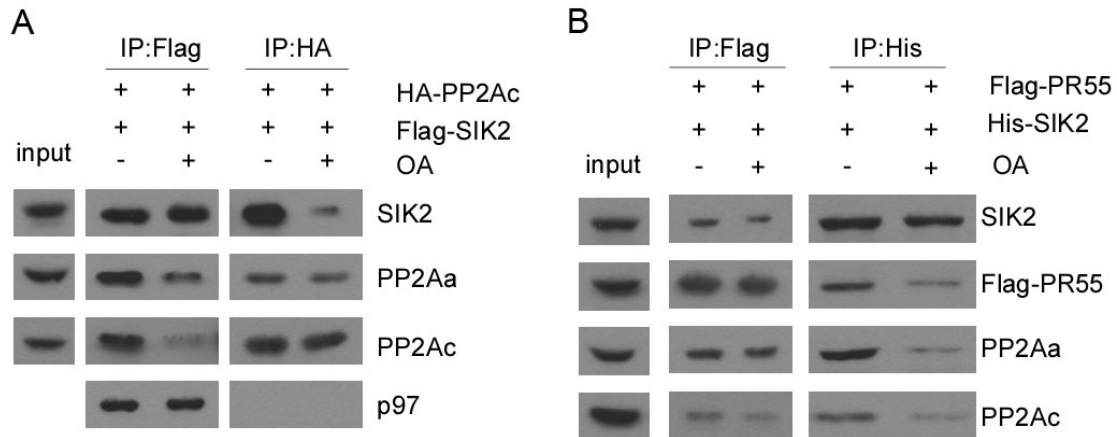 A
IP:Flag IP:HA
+ + + + HA-PP2Ac
+ + + + Flag-SIK2
input - + - + OA
SIK2
PP2Aa
PP2Ac
p97
B
IP:Flag IP:His
+ + + + Flag-PR55
+ + + + His-SIK2
input - + - + OA
SIK2
Flag-PR55
PP2Aa
PP2Ac